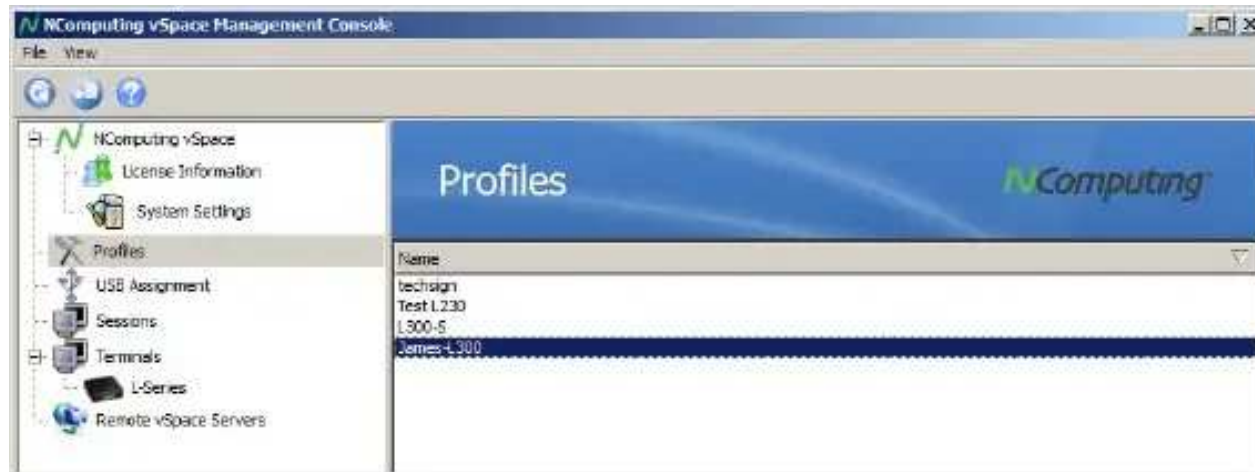 NComputing vSpace Management Console
File View
NComputing vSpace
License Information
System Settings
Profiles
USB Assignment
Sessions
Terminals
L-Series
Remote vSpace Servers
Profiles
NComputing
Name
techsign
Test L230
L300-S
James-L300